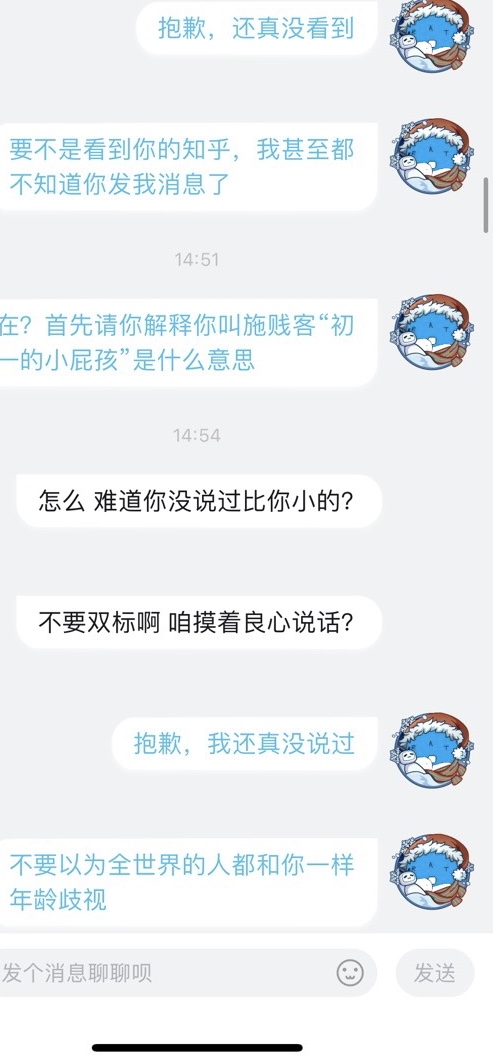 抱歉，还真没看到
要不是看到你的知乎，我甚至都
不知道你发我消息了
14:51
在？首先请你解释你叫施贱客“初
一的小屁孩”是什么意思
14:54
怎么 难道你没说过比你小的？
不要双标啊 咱摸着良心说话？
抱歉，我还真没说过
不要以为全世界的人都和你一样
年龄歧视
发个消息聊聊呗
发送